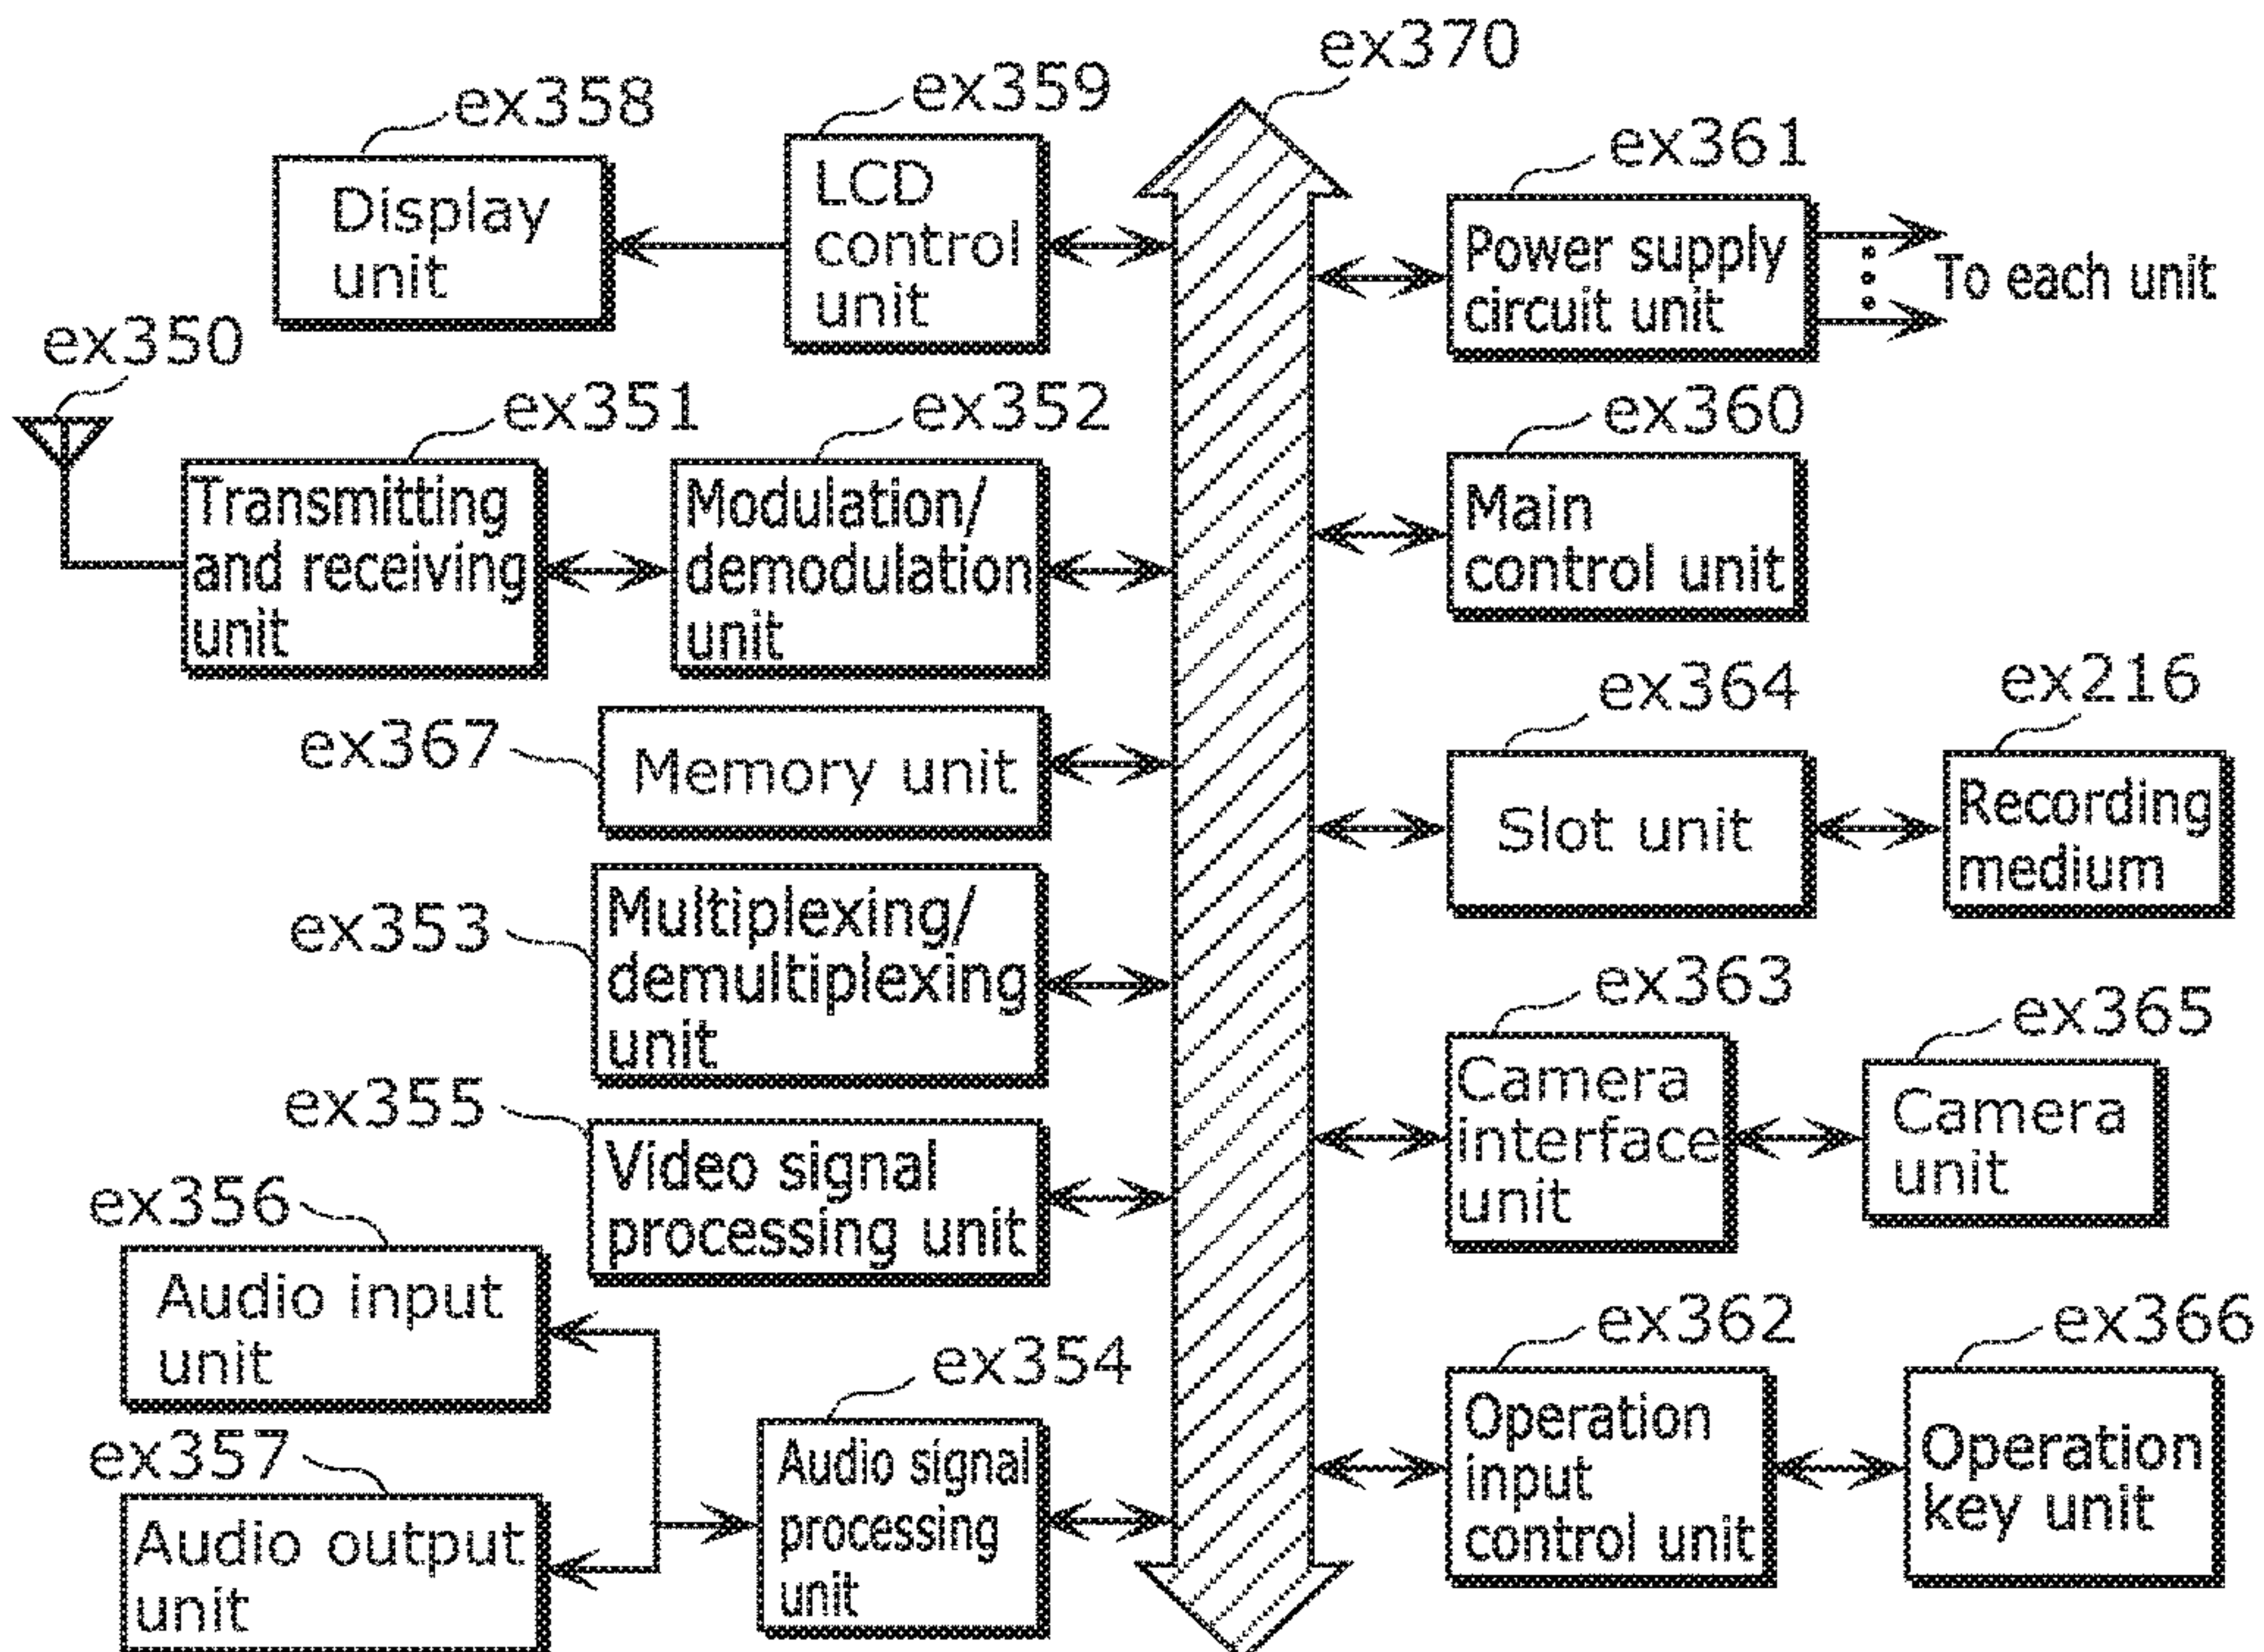 ex370
ex358
ex359
ex361
Display
unit
LCD
control
unit
Power supply
circuit unit
To each unit
ex350
ex351
ex352
ex360
Transmitting
and receiving
unit
Modulation/
demodulation
unit
Main
control unit
ex367
Memory unit
ex364
ex216
Slot unit
Recording
medium
ex353
Multiplexing/
demultiplexing
unit
ex363
ex365
Camera
interface
unit
Camera
unit
ex355
Video signal
processing unit
ex356
Audio input
unit
ex354
ex362
ex366
ex357
Audio output
unit
Audio signal
processing
unit
Operation
input
control unit
Operation
key unit